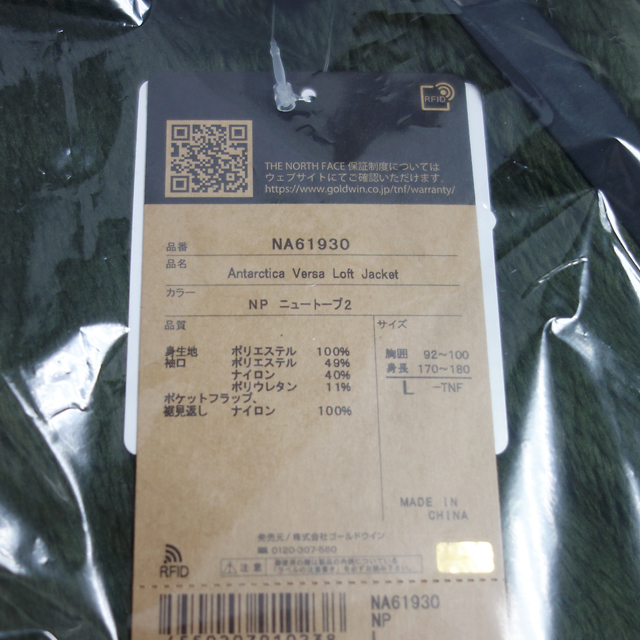 RFID
THE NORTH FACE 保証制度については
ウェブサイトにてご確認いただけます。
https://www.goldwin.co.jp/tnf/warranty/
品番 NA61930
品名 Antarctica Versa Loft Jacket
カラー NP ニュートープ2
品質
身生地 ポリエステル 100%
袖口 ポリエステル 49%
ナイロン 40%
ポリウレタン 11%
ポケットフラップ、
裾見返し ナイロン 100%
サイズ
胸囲 92~100
身長 170~180
L -TNF
MADE IN
CHINA
発売元/株式会社ゴールドウイン
0120-307-560
RFID
注意
NA61930
NP
L